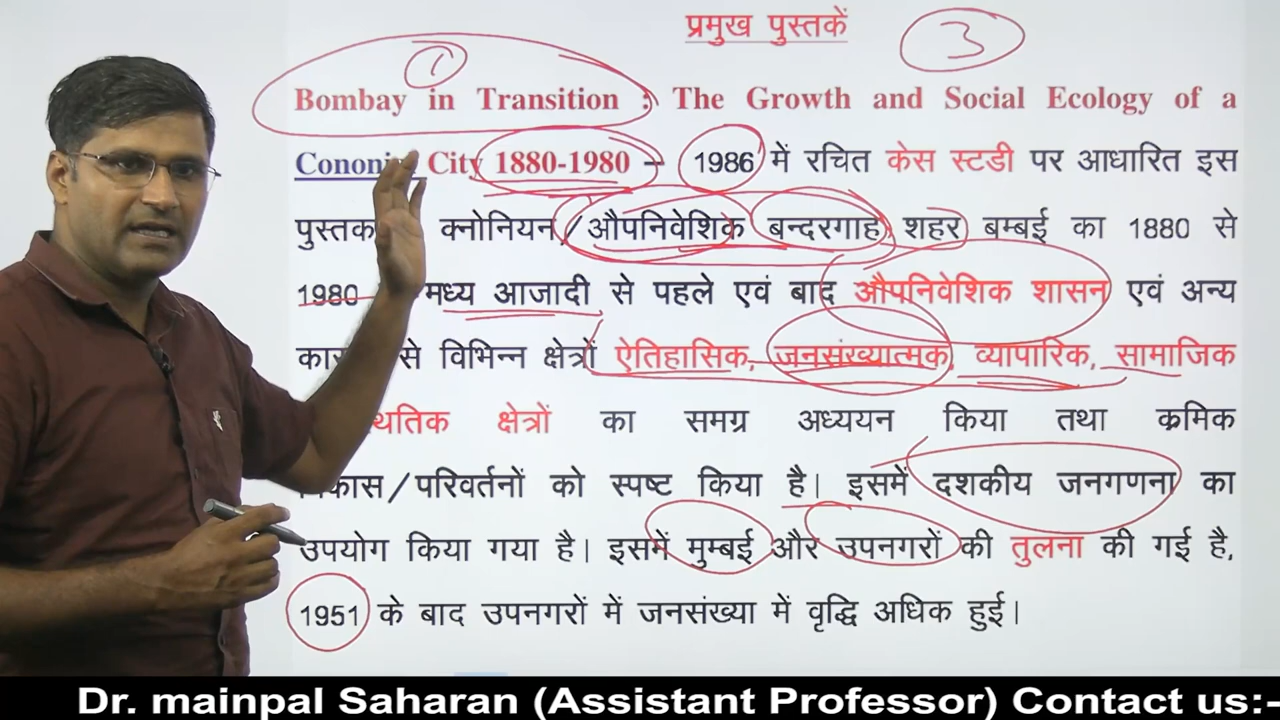 प्रमुख पुस्तकें
3
1
Bombay in Transition : The Growth and Social Ecology of a
City 1880-1980 – 1986 में रचित केस स्टडी पर आधारित इस
पुस्तक क्नोनियन/औपनिवेशिक बन्दरगाह शहर बम्बई का 1880 से
1980 मध्य आजादी से पहले एवं बाद औपनिवेशिक शासन एवं अन्य
से विभिन्न क्षेत्रों ऐतिहासिक, जनसंख्यात्मक, व्यापारिक, सामाजिक
क्षेत्रों का समग्र अध्ययन किया तथा क्रमिक
/परिवर्तनों को स्पष्ट किया है। इसमें दशकीय जनगणना का
उपयोग किया गया है। इसमें मुम्बई और उपनगरों की तुलना की गई है,
1951 के बाद उपनगरों में जनसंख्या में वृद्धि अधिक हुई।
Dr. mainpal Saharan (Assistant Professor) Contact us:-